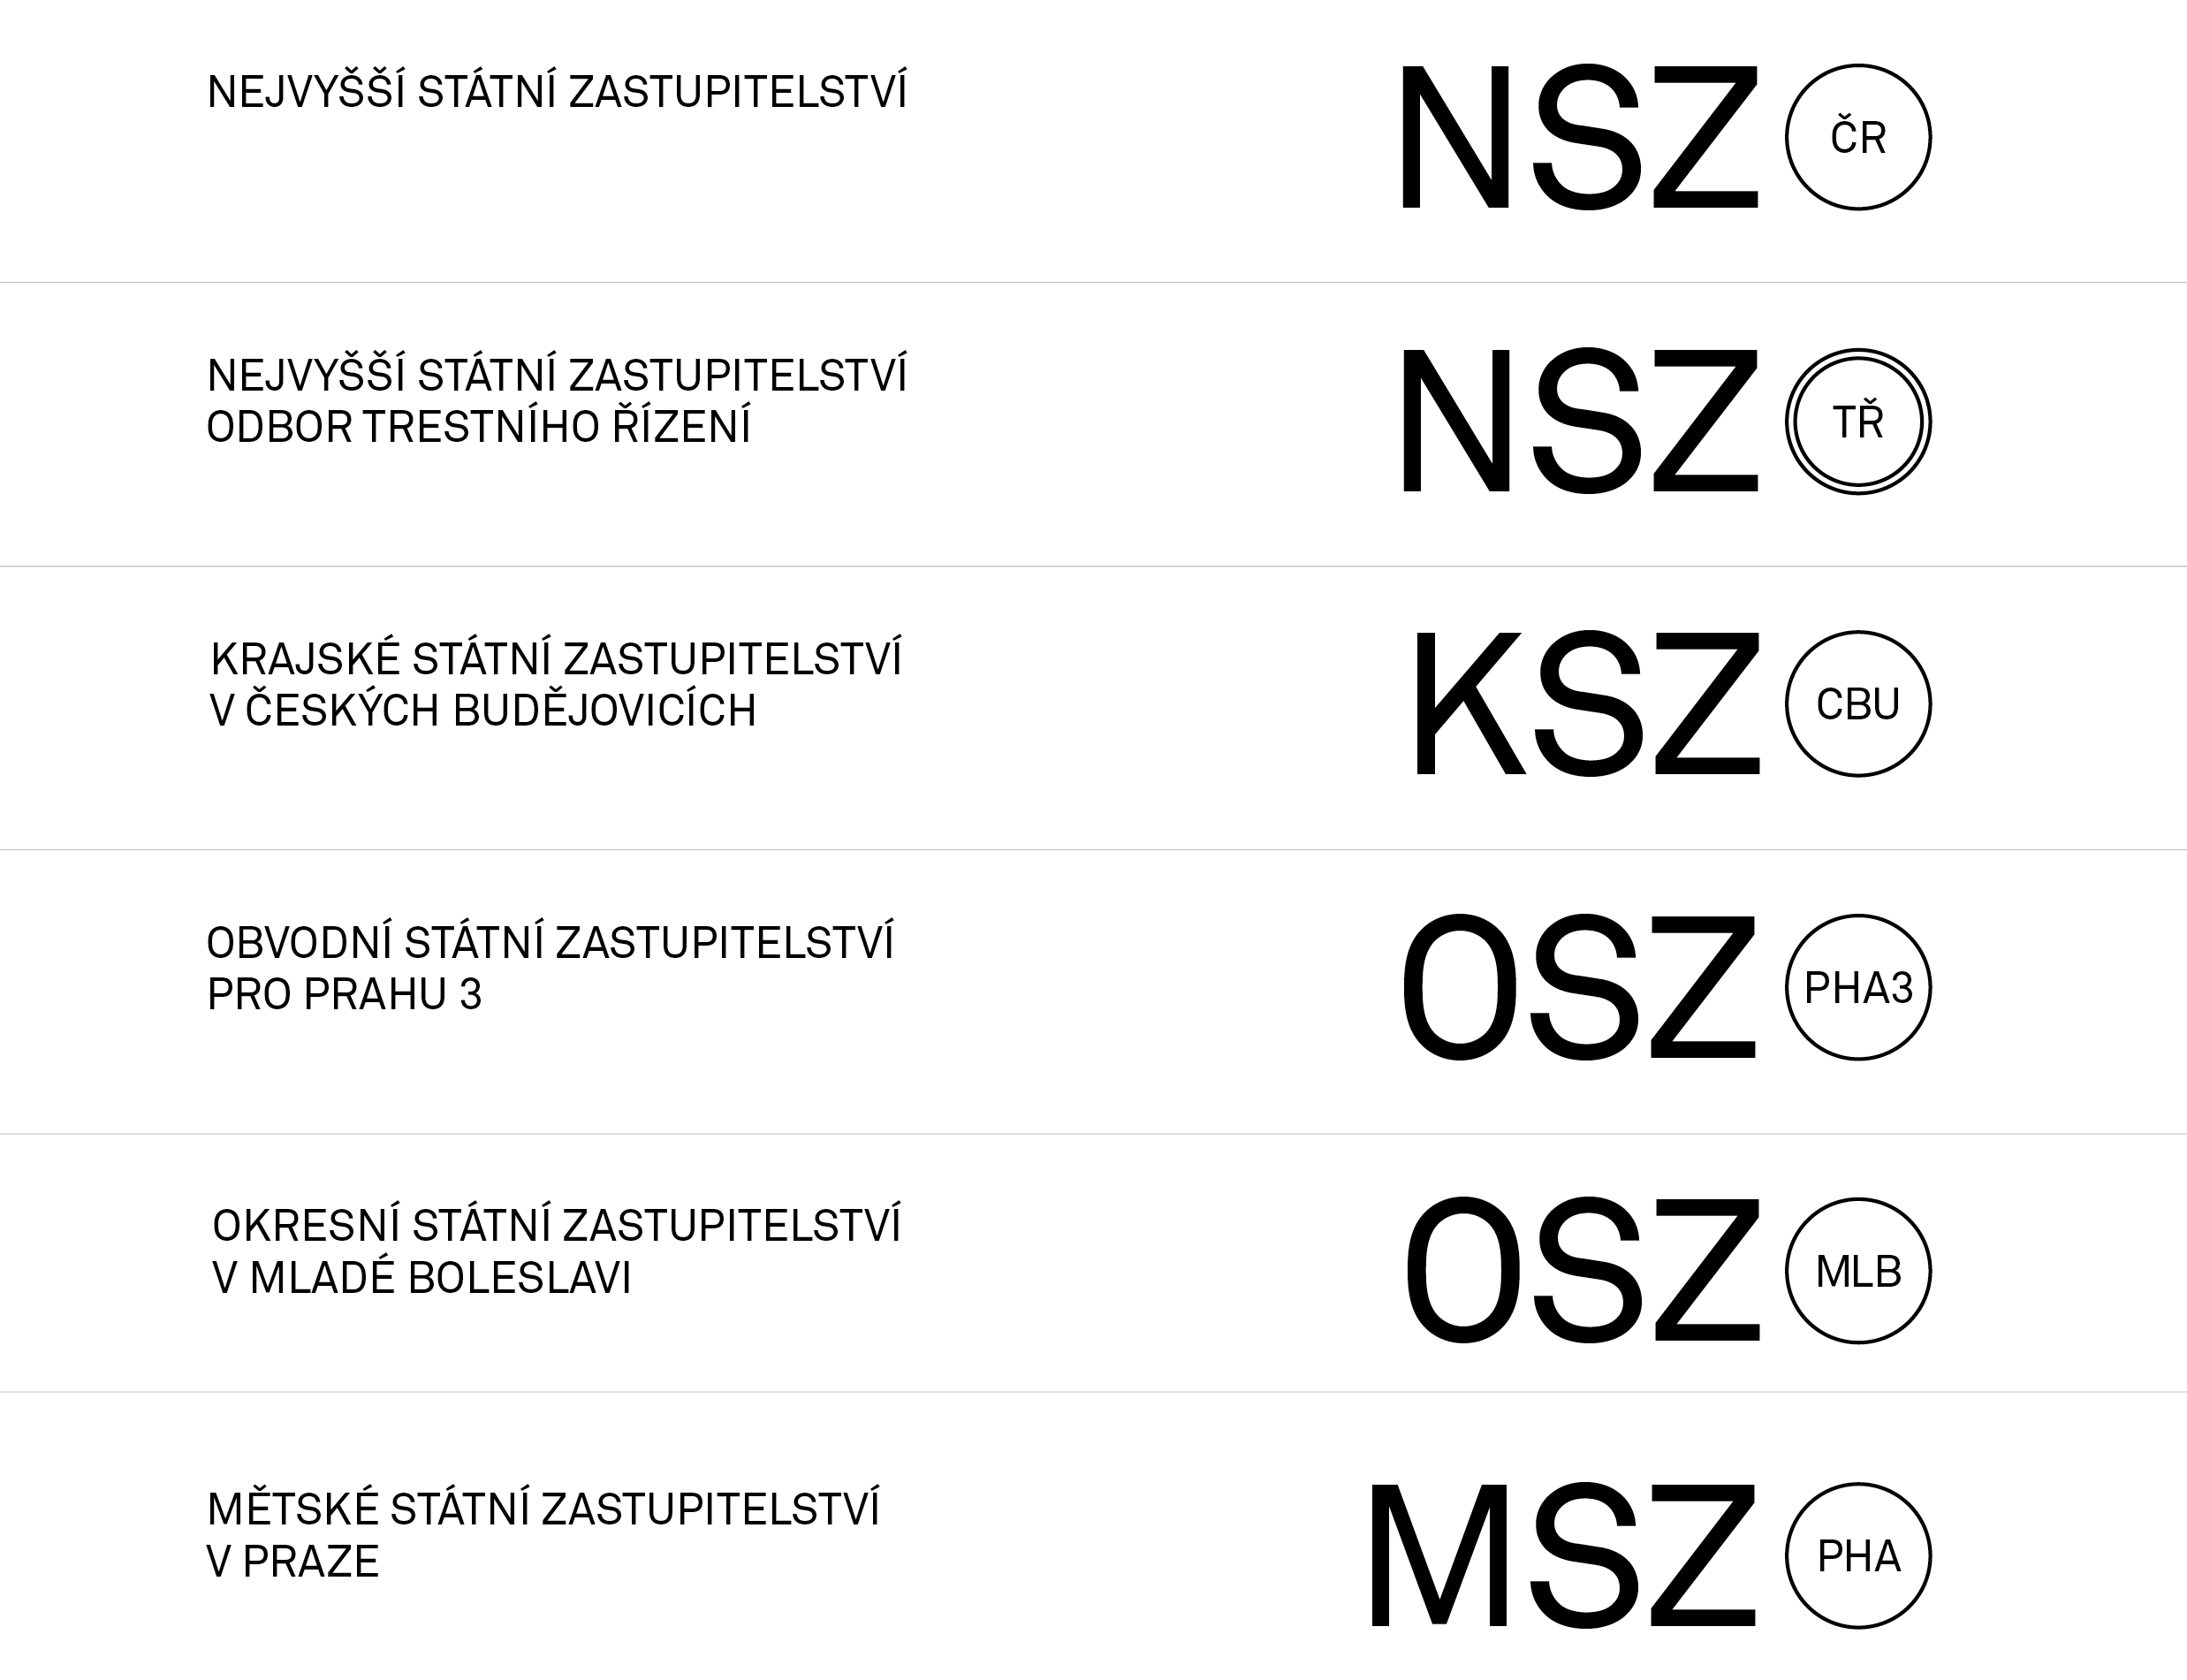 NEJVYŠŠÍ STÁTNÍ ZASTUPITELSTVÍ
NSZ ČR
NEJVYŠŠÍ STÁTNÍ ZASTUPITELSTVÍ
ODBOR TRESTNÍHO ŘÍZENÍ
NSZ TŘ
KRAJSKÉ STÁTNÍ ZASTUPITELSTVÍ
V ČESKÝCH BUDĚJOVICÍCH
KSZ CBU
OBVODNÍ STÁTNÍ ZASTUPITELSTVÍ
PRO PRAHU 3
OSZ PHA3
OKRESNÍ STÁTNÍ ZASTUPITELSTVÍ
V MLADÉ BOLESLAVI
OSZ MLB
MĚTSKÉ STÁTNÍ ZASTUPITELSTVÍ
V PRAZE
MSZ PHA